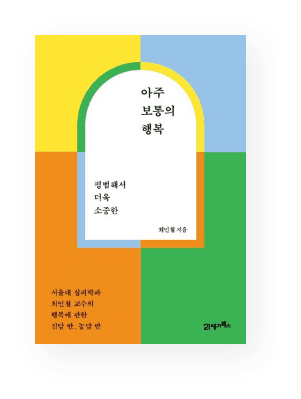 아주
보통의
행복
평범해서
더욱
소중한
최인철 지음
서울대 심리학과
최인철 교수의
행복에 관한
진담 반, 농담 반
21세기북스